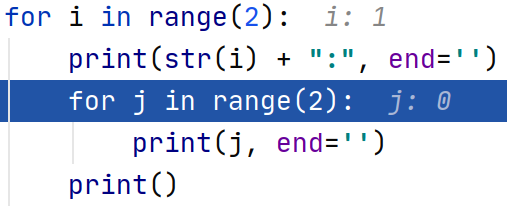 for i in range(2):  i: 1
    print(str(i) + ":", end='')
    for j in range(2):  j: 0
        print(j, end='')
    print()